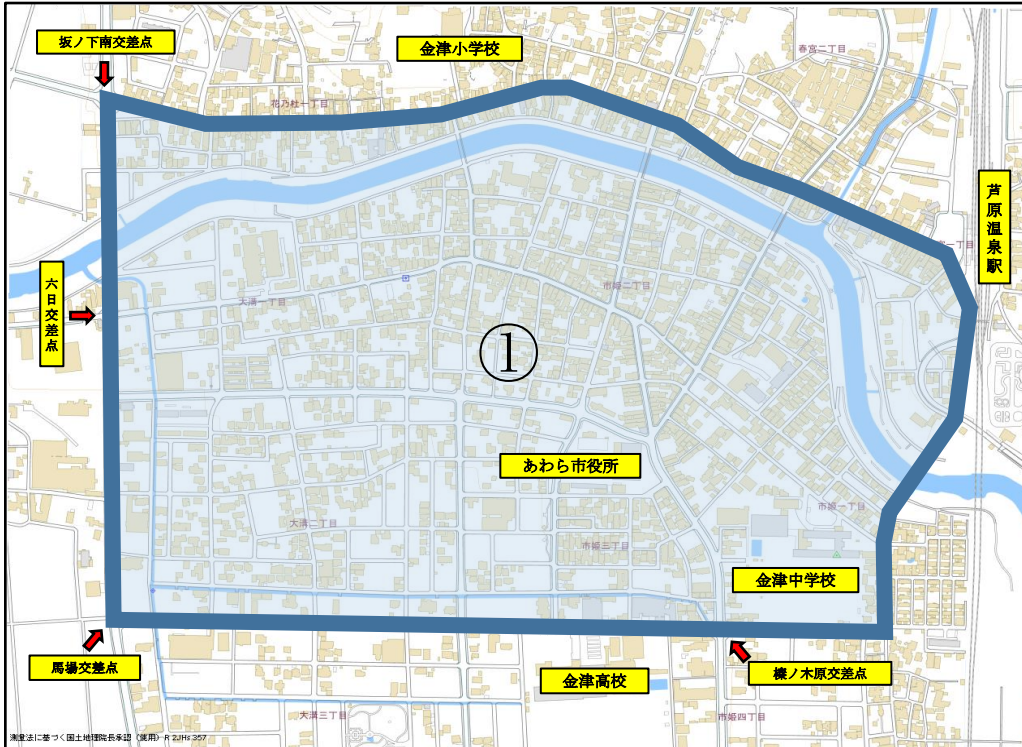 坂ノ下南交差点
金津小学校
春宮二丁目
花乃杜一丁目
芦原温泉駅
一丁目
六日交差点
大溝一丁目
市姫二丁目
①
あわら市役所
市姫一丁目
大溝二丁目
市姫三丁目
金津中学校
馬場交差点
金津高校
櫟ノ木原交差点
大溝三丁目
市姫四丁目
測量法に基づく国土地理院長承認（使用）R 2JHs 357